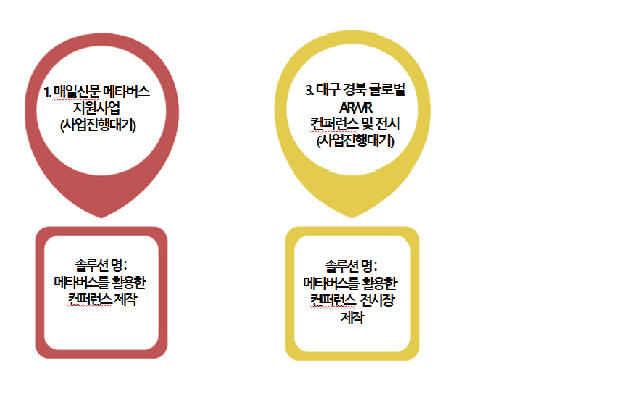 1. 매일신문 메타버스
지원사업
(사업진행대기)
솔루션 명 :
메타버스를 활용한
컨퍼런스 제작
3. 대구 경북 글로벌
AR/VR
컨퍼런스 및 전시
(사업진행대기)
솔루션 명 :
메타버스를 활용한
컨퍼런스 전시장
제작